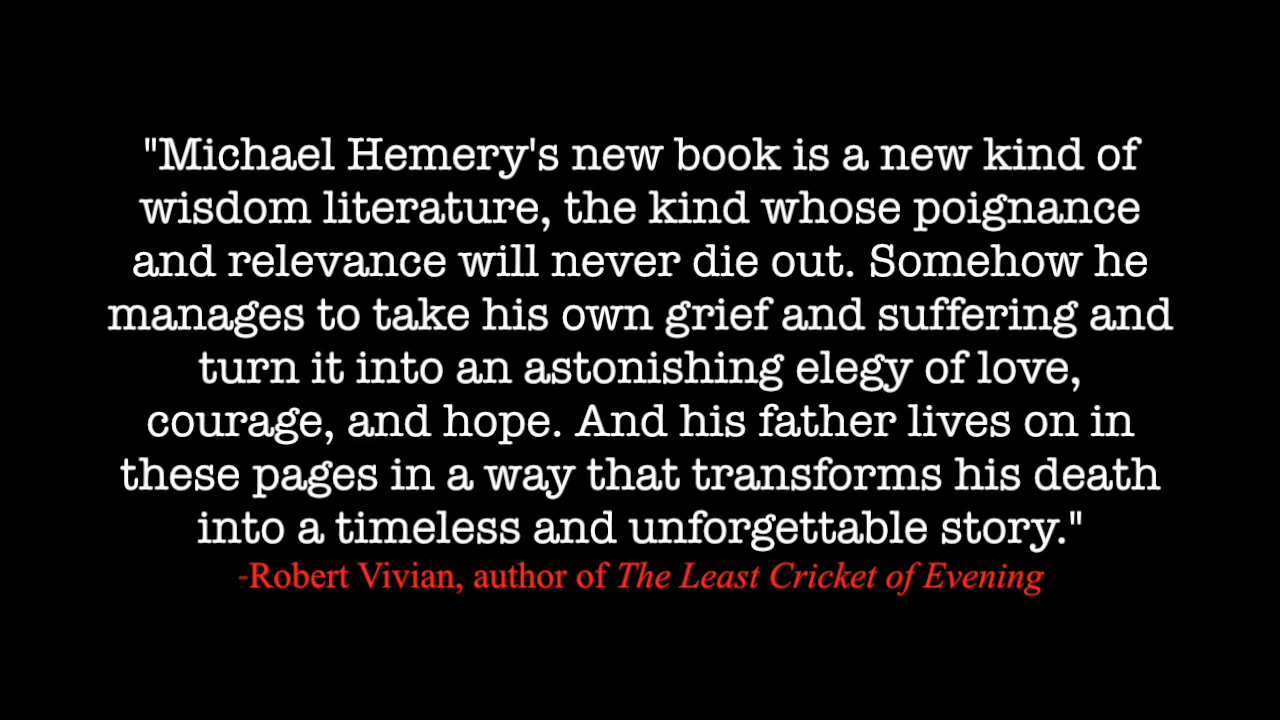 "Michael Hemery's new book is a new kind of
wisdom literature, the kind whose poignance
and relevance will never die out. Somehow he
manages to take his own grief and suffering and
turn it into an astonishing elegy of love,
courage, and hope. And his father lives on in
these pages in a way that transforms his death
into a timeless and unforgettable story."
-Robert Vivian, author of The Least Cricket of Evening